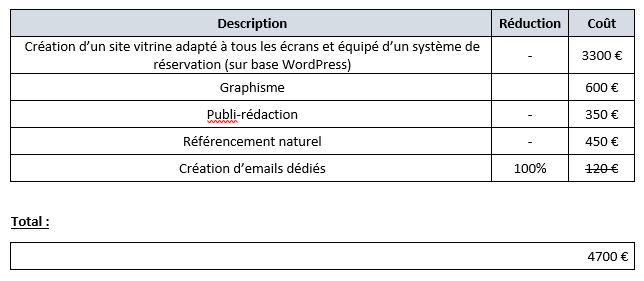 Description Réduction Coût
Création d'un site vitrine adapté à tous les écrans et équipé d'un système de
réservation (sur base WordPress) - 3300 €
Graphisme 600 €
Publi-rédaction - 350 €
Référencement naturel - 450 €
Création d'emails dédiés 100% 120 €
Total :
4700 €